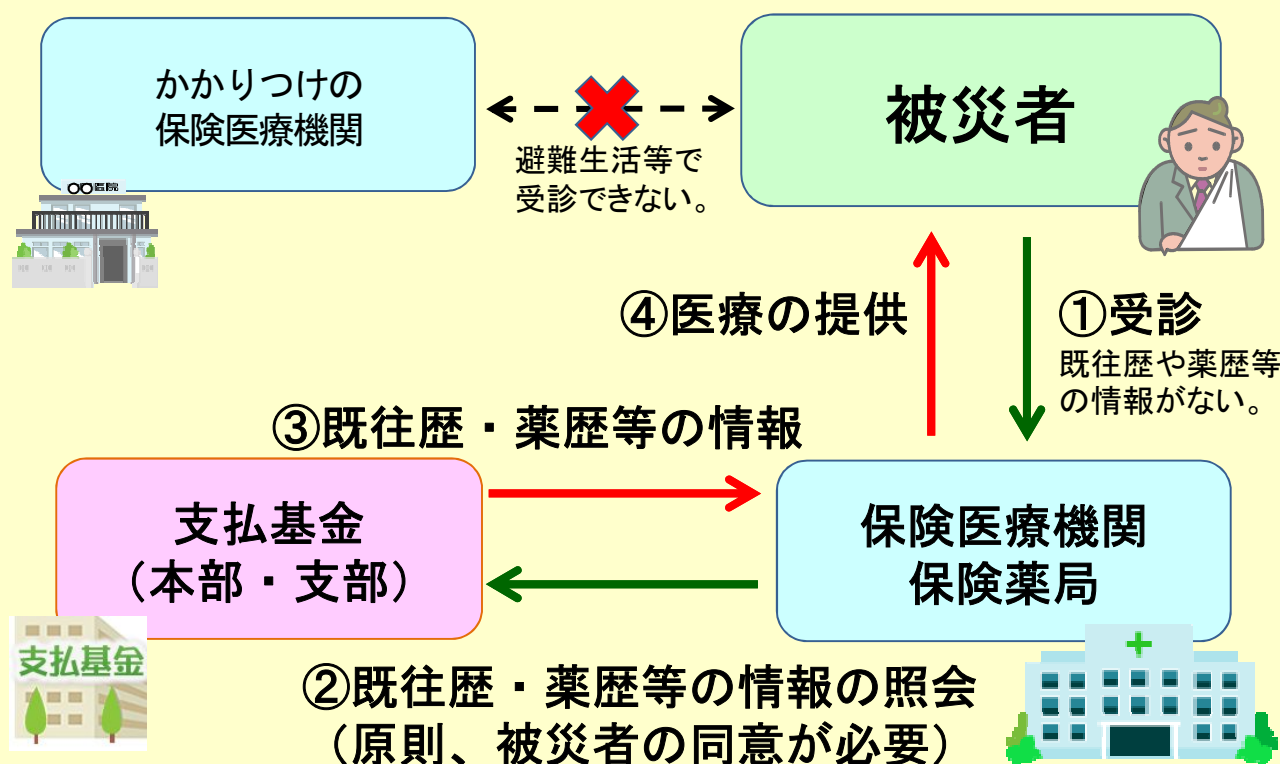 かかりつけの
保険医療機関
被災者
避難生活等で
受診できない。
○○医院
④医療の提供
①受診
既往歴や薬歴等
の情報がない。
③既往歴・薬歴等の情報
支払基金
（本部・支部）
保険医療機関
保険薬局
支払基金
②既往歴・薬歴等の情報の照会
（原則、被災者の同意が必要）